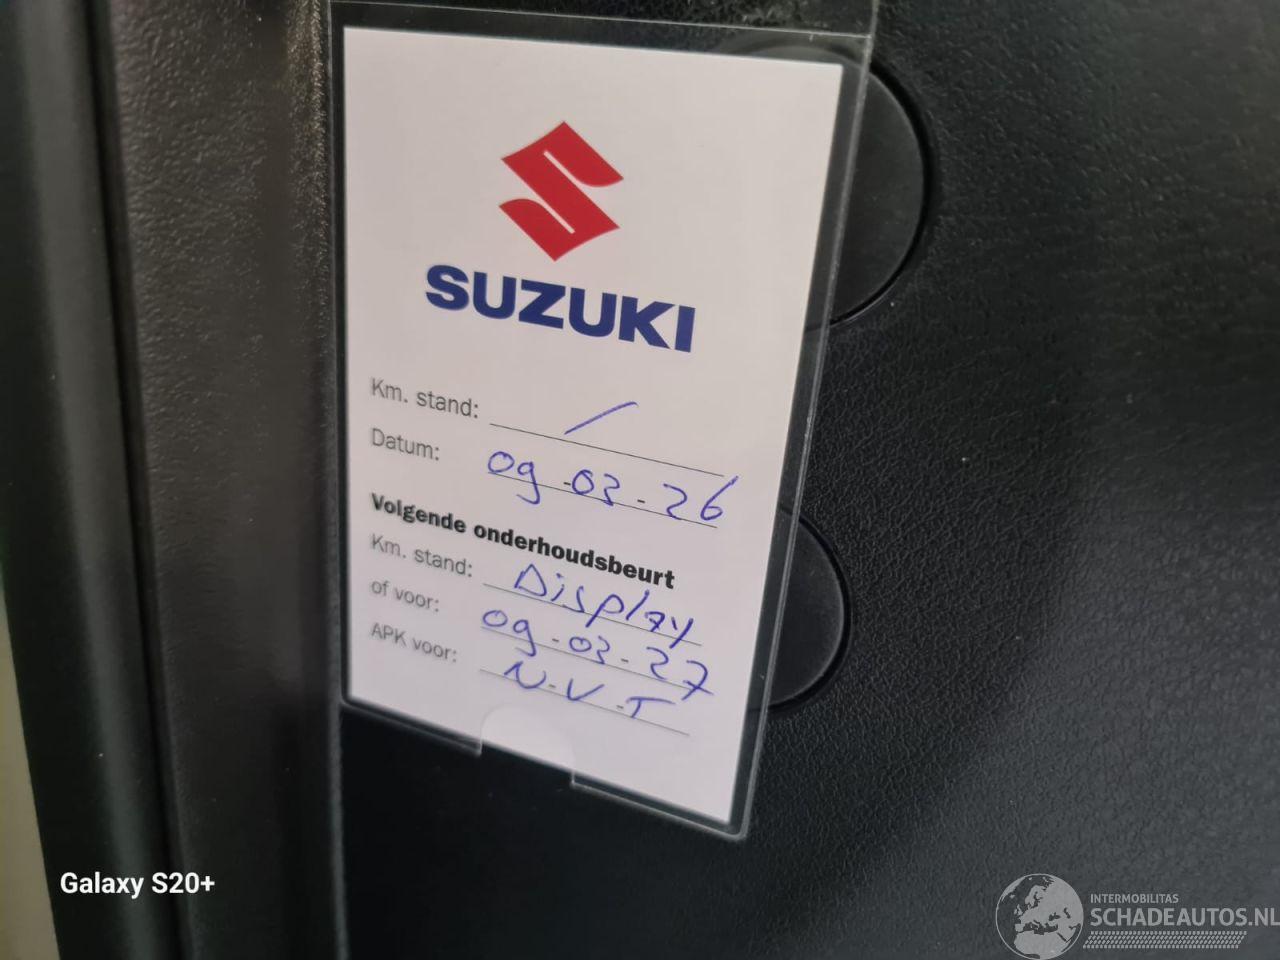 SUZUKI
Km. stand: /
Datum: 09-03-26
Volgende onderhoudsbeurt
Km. stand: Display
of voor: 09-03-27
APK voor: N.V.T
Galaxy S20+
INTERMOBILITAS
SCHADEAUTOS.NL